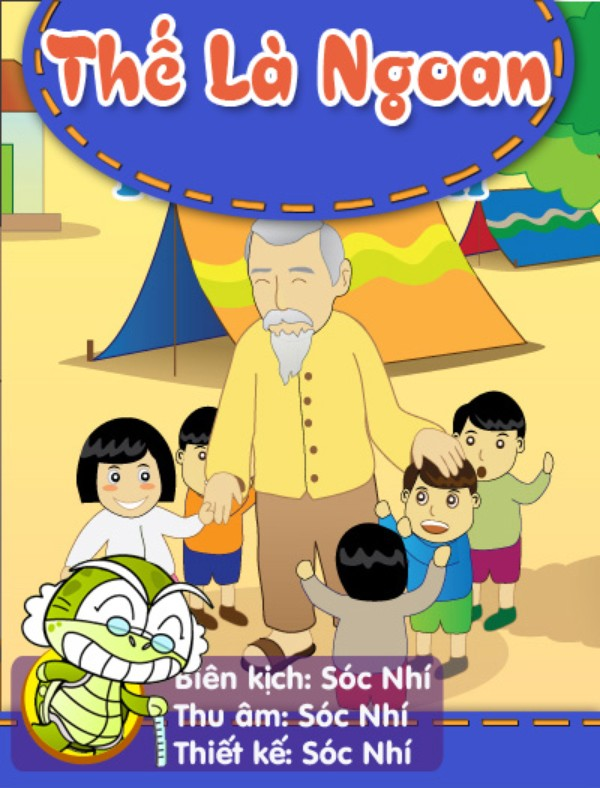 Thế Là Ngoan
Biên kịch: Sóc Nhí
Thu âm: Sóc Nhí
Thiết kế: Sóc Nhí